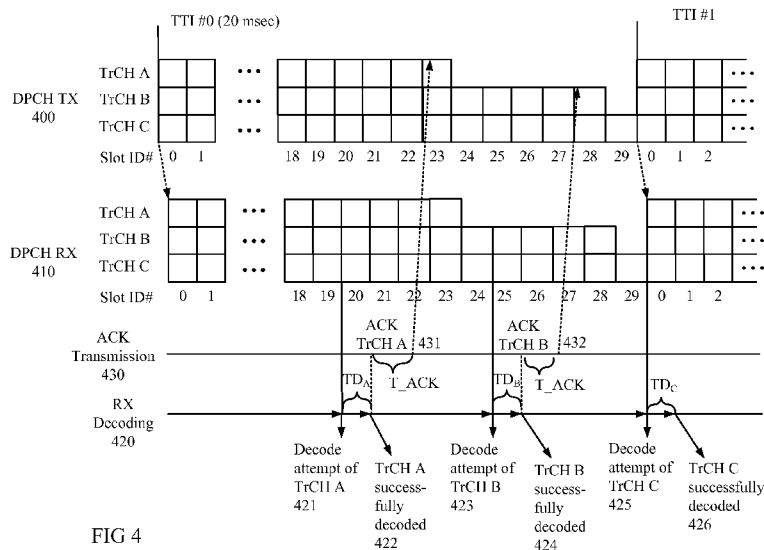 TTI #0 (20 msec)
TTI #1
TrCH A
DPCH TX
400
TrCH B
TrCH C
••• ••• •••
••• ••• •••
••• ••• •••
Slot ID# 0 1 18 19 20 21 22 23 24 25 26 27 28 29 0 1 2
TrCH A
DPCH RX
410
TrCH B
TrCH C
Slot ID# 0 1 18 19 20 21 22 23 24 25 26 27 28 29 0 1 2
ACK
Transmission
430
ACK
TrCH A
431
T_ACK
ACK
TrCH B
432
T_ACK
RX
Decoding
420
TDA
TDB
TDC
Decode
attempt of
TrCH A
421
TrCH A
success-
fully
decoded
422
Decode
attempt of
TrCH B
423
TrCH B
success-
fully
decoded
424
Decode
attempt of
TrCH C
425
TrCH C
successfully
decoded
426
FIG 4